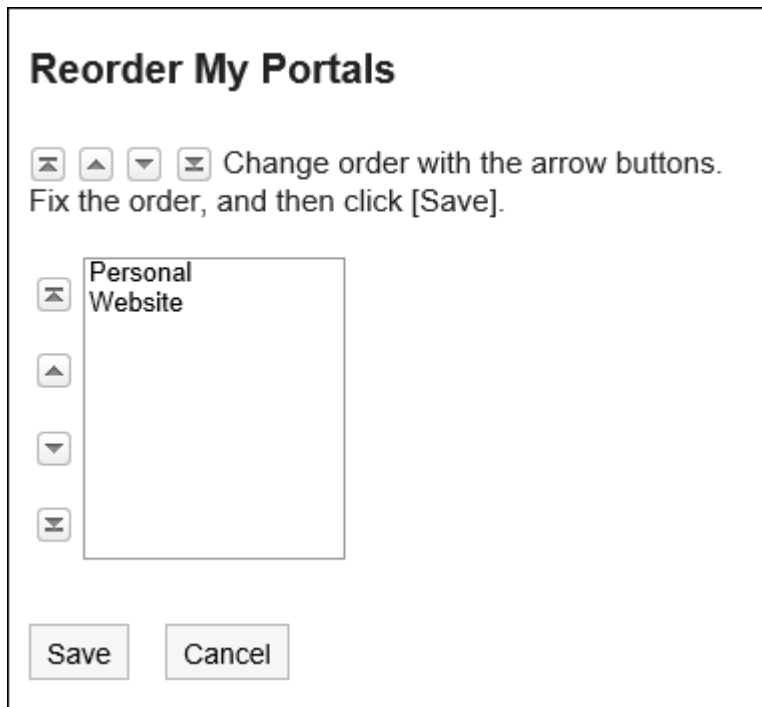 Reorder My Portals
Change order with the arrow buttons.
Fix the order, and then click [Save].
Personal
Website
Save
Cancel